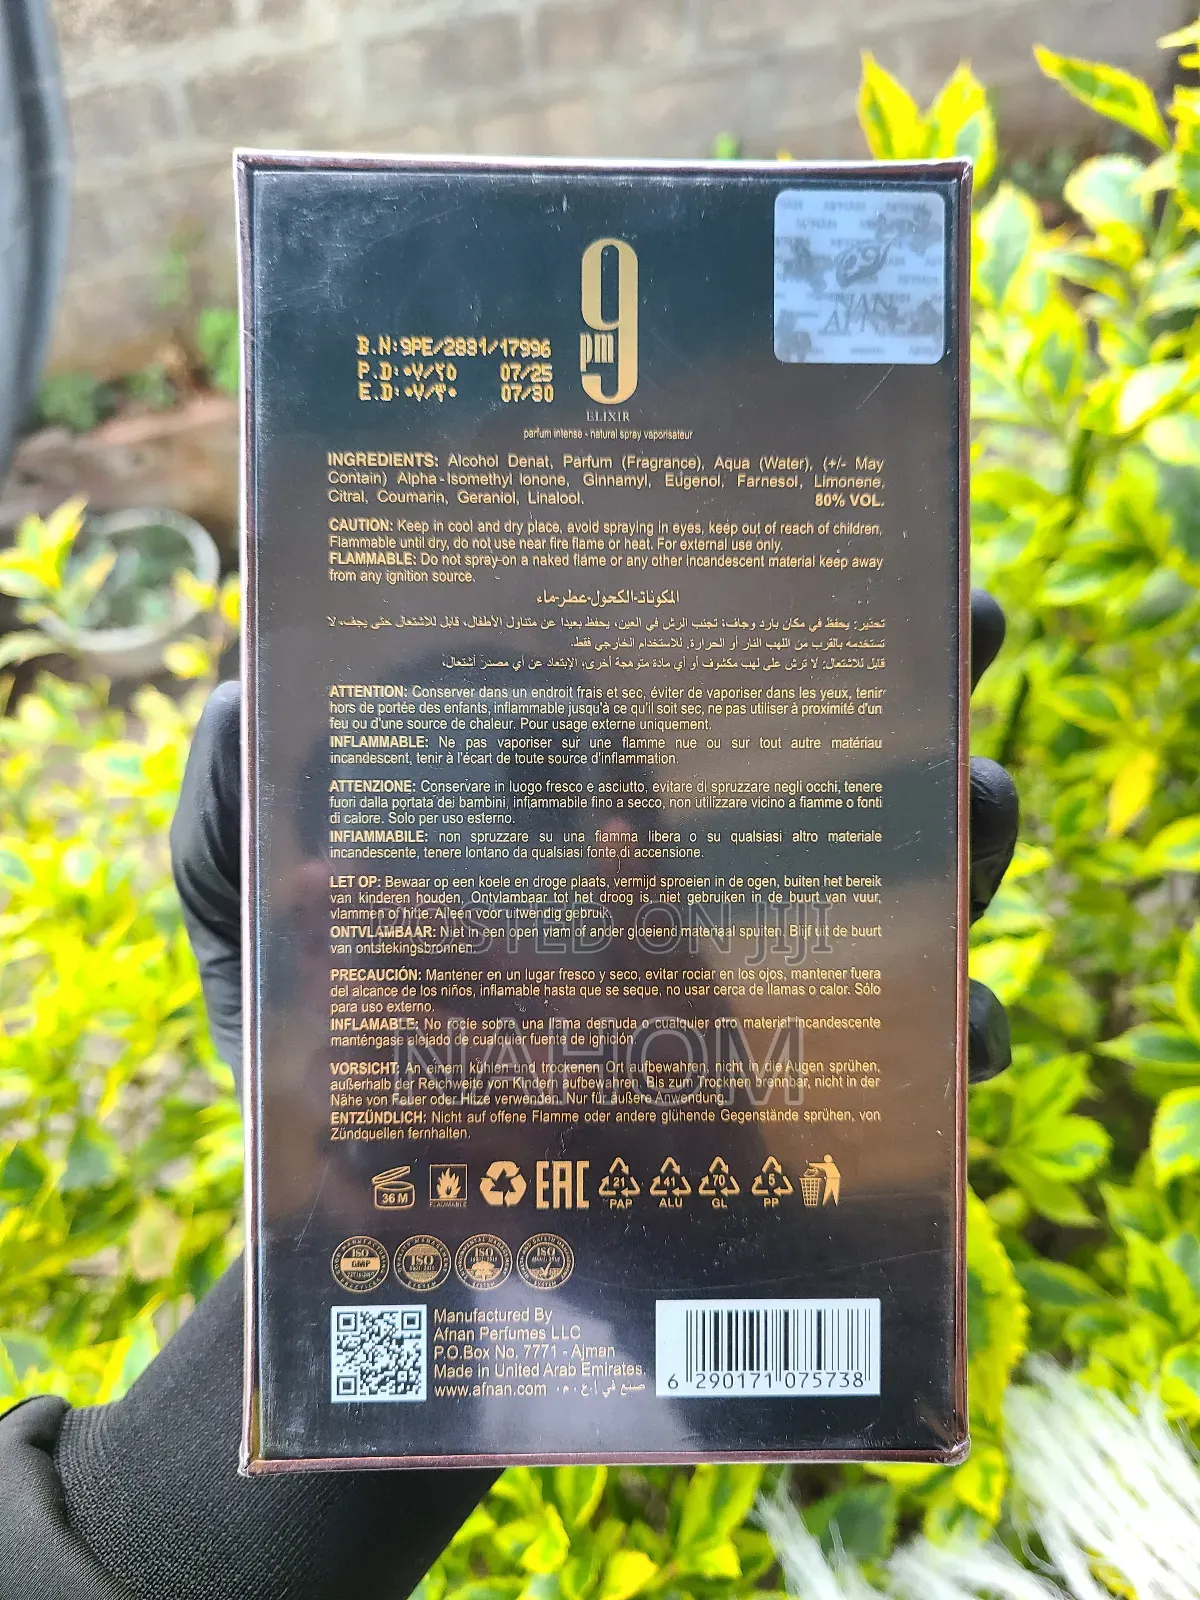 9
pm
ELIXIR
B.N:9PE/2831/17996
P.D: ٠٧/٢٥ 07/25
E.D: ٠٧/٣٠ 07/30
parfum intense - natural spray vaporisateur
INGREDIENTS: Alcohol Denat, Parfum (Fragrance), Aqua (Water), (+/- May
Contain) Alpha-Isomethyl Ionone, Ginnamyl, Eugenol, Farnesol, Limonene,
Citral, Coumarin, Geraniol, Linalool. 80% VOL.
CAUTION: Keep in cool and dry place, avoid spraying in eyes, keep out of reach of children,
Flammable until dry, do not use near fire flame or heat. For external use only.
FLAMMABLE: Do not spray on a naked flame or any other incandescent material keep away
from any ignition source.
المكونات-الكحول-عطر-ماء
تحذير: يحفظ في مكان بارد وجاف، تجنب الرش في العين، يحفظ بعيدا عن متناول الأطفال، قابل للاشتعال حتى يجف، لا
تستخدمه بالقرب من اللهب النار أو الحرارة. للاستخدام الخارجي فقط.
قابل للاشتعال: لا ترش على لهب مكشوف أو أي مادة متوهجة أخرى، الإبتعاد عن أي مصدر أشتعال.
ATTENTION: Conserver dans un endroit frais et sec, éviter de vaporiser dans les yeux, tenir
hors de portée des enfants, inflammable jusqu'à ce qu'il soit sec, ne pas utiliser à proximité d'un
feu ou d'une source de chaleur. Pour usage externe uniquement.
INFLAMMABLE: Ne pas vaporiser sur une flamme nue ou sur tout autre matériau
incandescent, tenir à l'écart de toute source d'inflammation.
ATTENZIONE: Conservare in luogo fresco e asciutto, evitare di spruzzare negli occhi, tenere
fuori dalla portata dei bambini, infiammabile fino a secco, non utilizzare vicino a fiamme o fonti
di calore. Solo per uso esterno.
INFIAMMABILE: non spruzzare su una fiamma libera o su qualsiasi altro materiale
incandescente, tenere lontano da qualsiasi fonte di accensione.
LET OP: Bewaar op een koele en droge plaats, vermijd sproeien in de ogen, buiten het bereik
van kinderen houden, Ontvlambaar tot het droog is, niet gebruiken in de buurt van vuur,
vlammen of hitte. Alleen voor uitwendig gebruik.
ONTVLAMBAAR: Niet in een open vlam of ander gloeiend materiaal spuiten. Blijf uit de buurt
van ontstekingsbronnen.
POSTED ON JIJI
PRECAUCIÓN: Mantener en un lugar fresco y seco, evitar rociar en los ojos, mantener fuera
del alcance de los niños, inflamable hasta que se seque, no usar cerca de llamas o calor. Sólo
para uso externo.
INFLAMABLE: No rocíe sobre una llama desnuda o cualquier otro material incandescente
manténgase alejado de cualquier fuente de ignición.
NAHOM
VORSICHT: An einem kühlen und trockenen Ort aufbewahren, nicht in die Augen sprühen,
außerhalb der Reichweite von Kindern aufbewahren. Bis zum Trocknen brennbar, nicht in der
Nähe von Feuer oder Hitze verwenden. Nur für äußere Anwendung.
ENTZÜNDLICH: Nicht auf offene Flamme oder andere glühende Gegenstände sprühen, von
Zündquellen fernhalten.
36 M FLAMMABLE EAC 21 PAP 41 ALU 70 GL 5 PP
ISO GMP ISO ISO ISO
Manufactured By
Afnan Perfumes LLC
P.O.Box No. 7771 - Ajman
Made in United Arab Emirates.
www.afnan.com صنع في إ.ع.م.
6 290171 075738